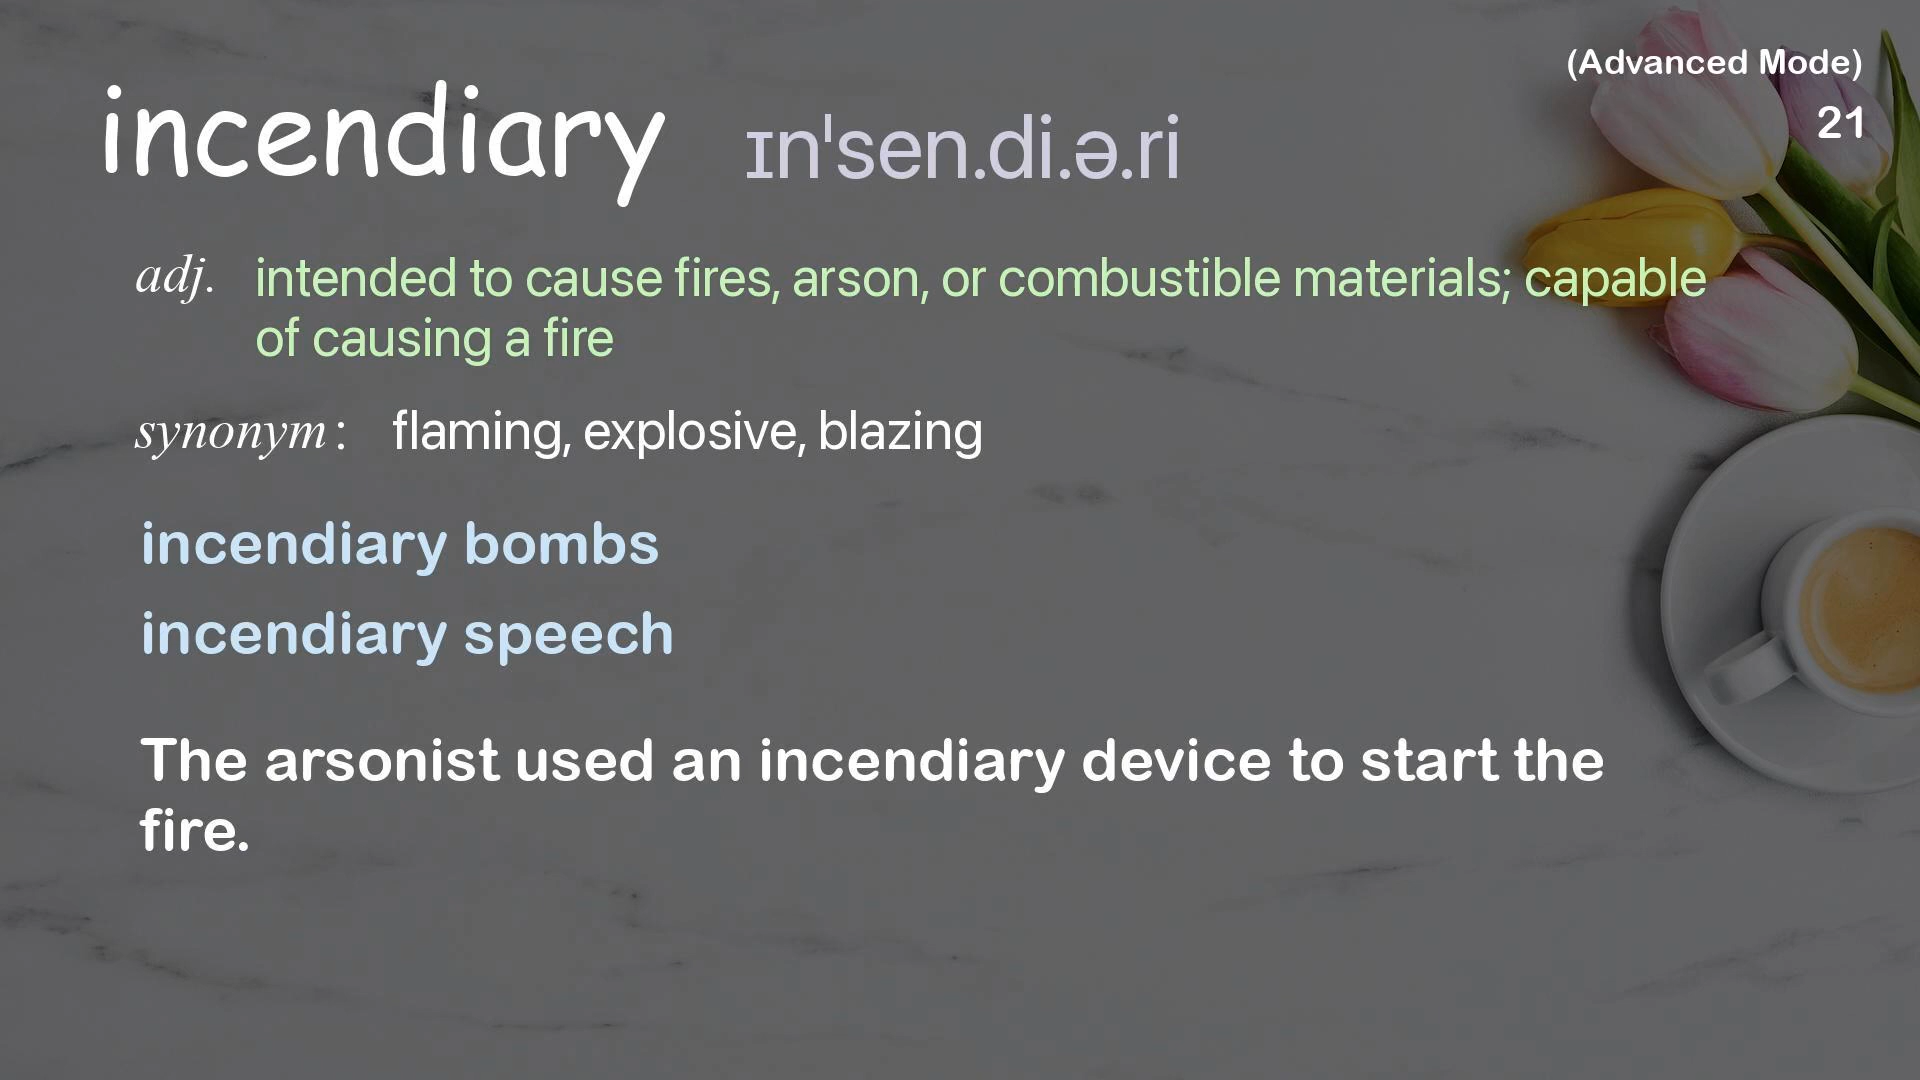 (Advanced Mode)
21
incendiary ɪnˈsen.di.ə.ri
adj. intended to cause fires, arson, or combustible materials; capable
of causing a fire
synonym: flaming, explosive, blazing
incendiary bombs
incendiary speech
The arsonist used an incendiary device to start the
fire.